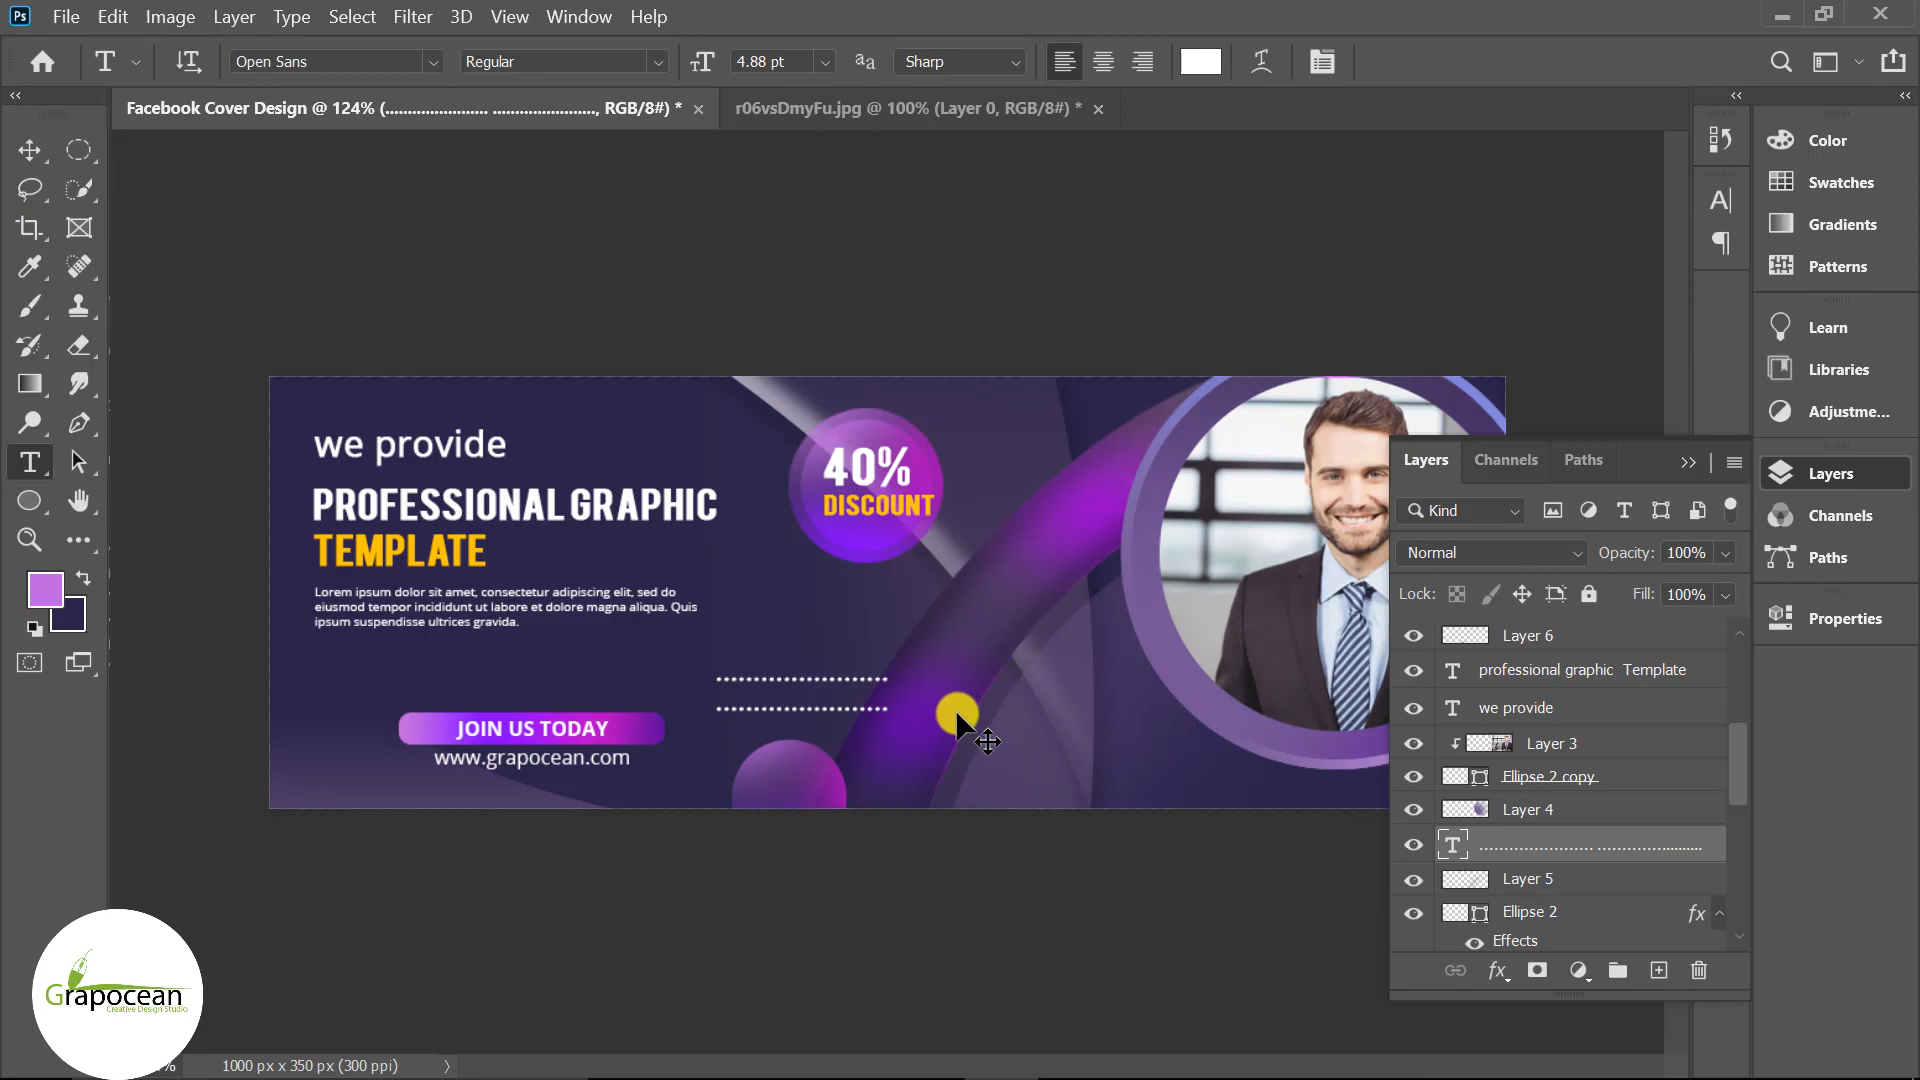 Ps File Edit Image Layer Type Select Filter 3D View Window Help
Open Sans Regular 4.88 pt Sharp
Facebook Cover Design @ 124% (....................... ......................., RGB/8#) *
r06vsDmyFu.jpg @ 100% (Layer 0, RGB/8#) *
we provide
PROFESSIONAL GRAPHIC
TEMPLATE
Lorem ipsum dolor sit amet, consectetur adipiscing elit, sed do
eiusmod tempor incididunt ut labore et dolore magna aliqua. Quis
ipsum suspendisse ultrices gravida.
JOIN US TODAY
www.grapocean.com
40%
DISCOUNT
Layers Channels Paths
Kind
Normal Opacity: 100%
Lock: Fill: 100%
Layer 6
professional graphic Template
we provide
Layer 3
Ellipse 2 copy
Layer 4
....................... .......................
Layer 5
Ellipse 2 fx
Effects
Color
Swatches
Gradients
Patterns
Learn
Libraries
Adjustme...
Layers
Channels
Paths
Properties
Grapocean
Creative Design Studio
% 1000 px x 350 px (300 ppi)